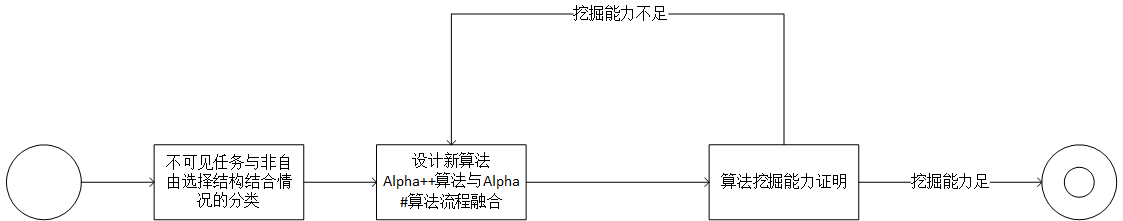 挖掘能力不足
不可见任务与非自
由选择结构结合情
况的分类
设计新算法
Alpha++算法与Alpha
#算法流程融合
算法挖掘能力证明
挖掘能力足